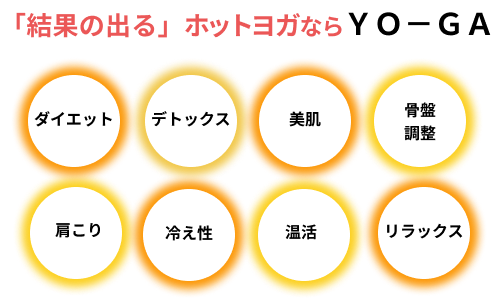 「結果の出る」ホットヨガならＹＯ－ＧＡ
ダイエット
デトックス
美肌
骨盤
調整
肩こり
冷え性
温活
リラックス